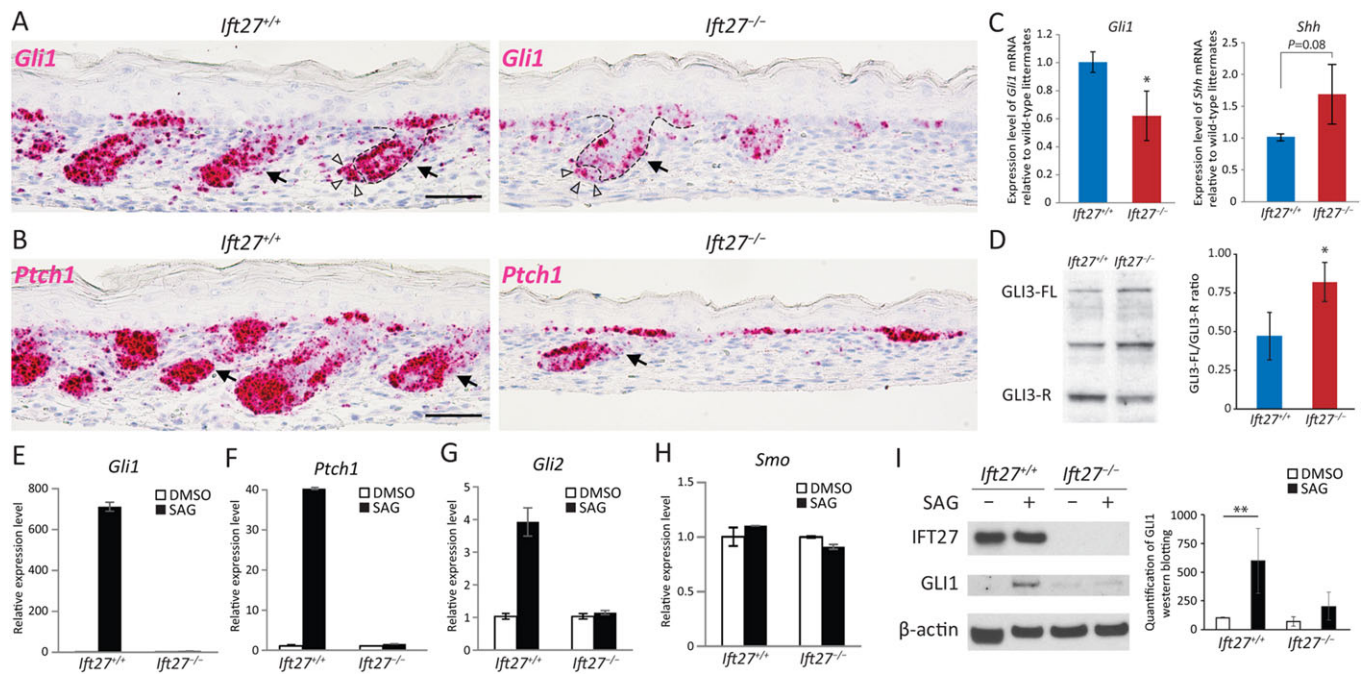 A
Ift27+/+
Ift27−/−
Gli1
Gli1
B
Ift27+/+
Ift27−/−
Ptch1
Ptch1
C
Gli1
Expression level of Gli1 mRNA
relative to wild-type littermates
1.2
1.0
0.8
0.6
0.4
0.2
0
*
Ift27+/+ Ift27−/−
Shh
Expression level of Shh mRNA
relative to wild-type littermates
2.5
2.0
1.5
1.0
0.5
0
P=0.08
Ift27+/+ Ift27−/−
D
Ift27+/+ Ift27−/−
GLI3-FL
GLI3-R
GLI3-FL/GLI3-R ratio
1.00
0.75
0.50
0.25
0
*
Ift27+/+ Ift27−/−
E
Gli1
Relative expression level
800
600
400
200
0
DMSO
SAG
Ift27+/+ Ift27−/−
F
Ptch1
Relative expression level
40
20
0
DMSO
SAG
Ift27+/+ Ift27−/−
G
Gli2
Relative expression level
5
4
3
2
1
0
DMSO
SAG
Ift27+/+ Ift27−/−
H
Smo
Relative expression level
1.5
1.0
0.5
0
DMSO
SAG
Ift27+/+ Ift27−/−
I
Ift27+/+ Ift27−/−
SAG − + − +
IFT27
GLI1
β-actin
Quantification of GLI1
western blotting
1000
750
500
250
0
**
DMSO
SAG
Ift27+/+ Ift27−/−